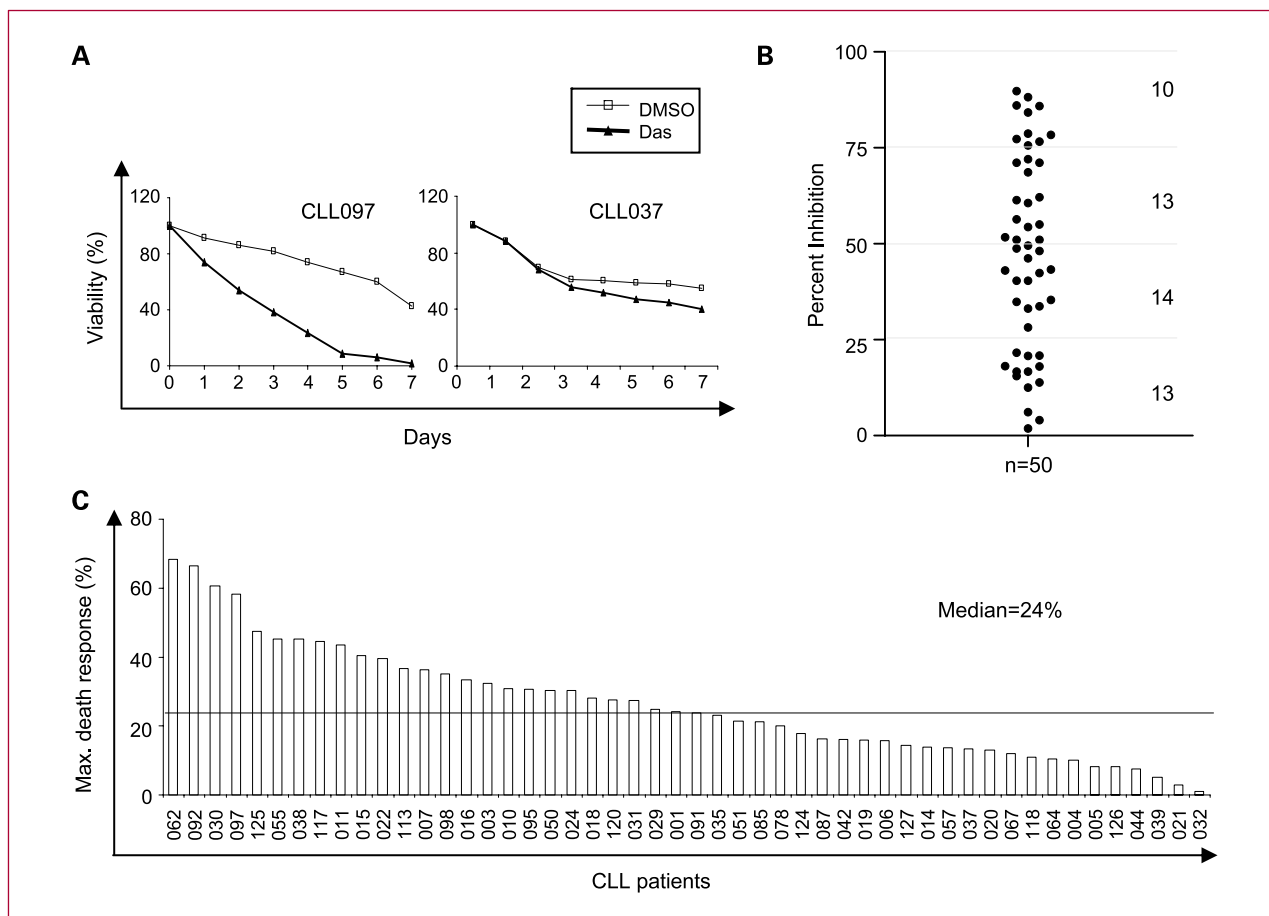 A
DMSO
Das
Viability (%)
120
80
40
0
CLL097
0 1 2 3 4 5 6 7
120
80
40
0
CLL037
0 1 2 3 4 5 6 7
Days
B
Percent Inhibition
100
75
50
25
0
10
13
14
13
n=50
C
Max. death response (%)
80
60
40
20
0
Median=24%
062 092 030 097 125 055 038 117 011 015 022 113 007 098 016 003 010 095 050 024 018 120 031 029 001 091 035 051 085 078 124 087 042 019 006 127 014 057 037 020 067 118 064 004 005 126 044 039 021 032
CLL patients